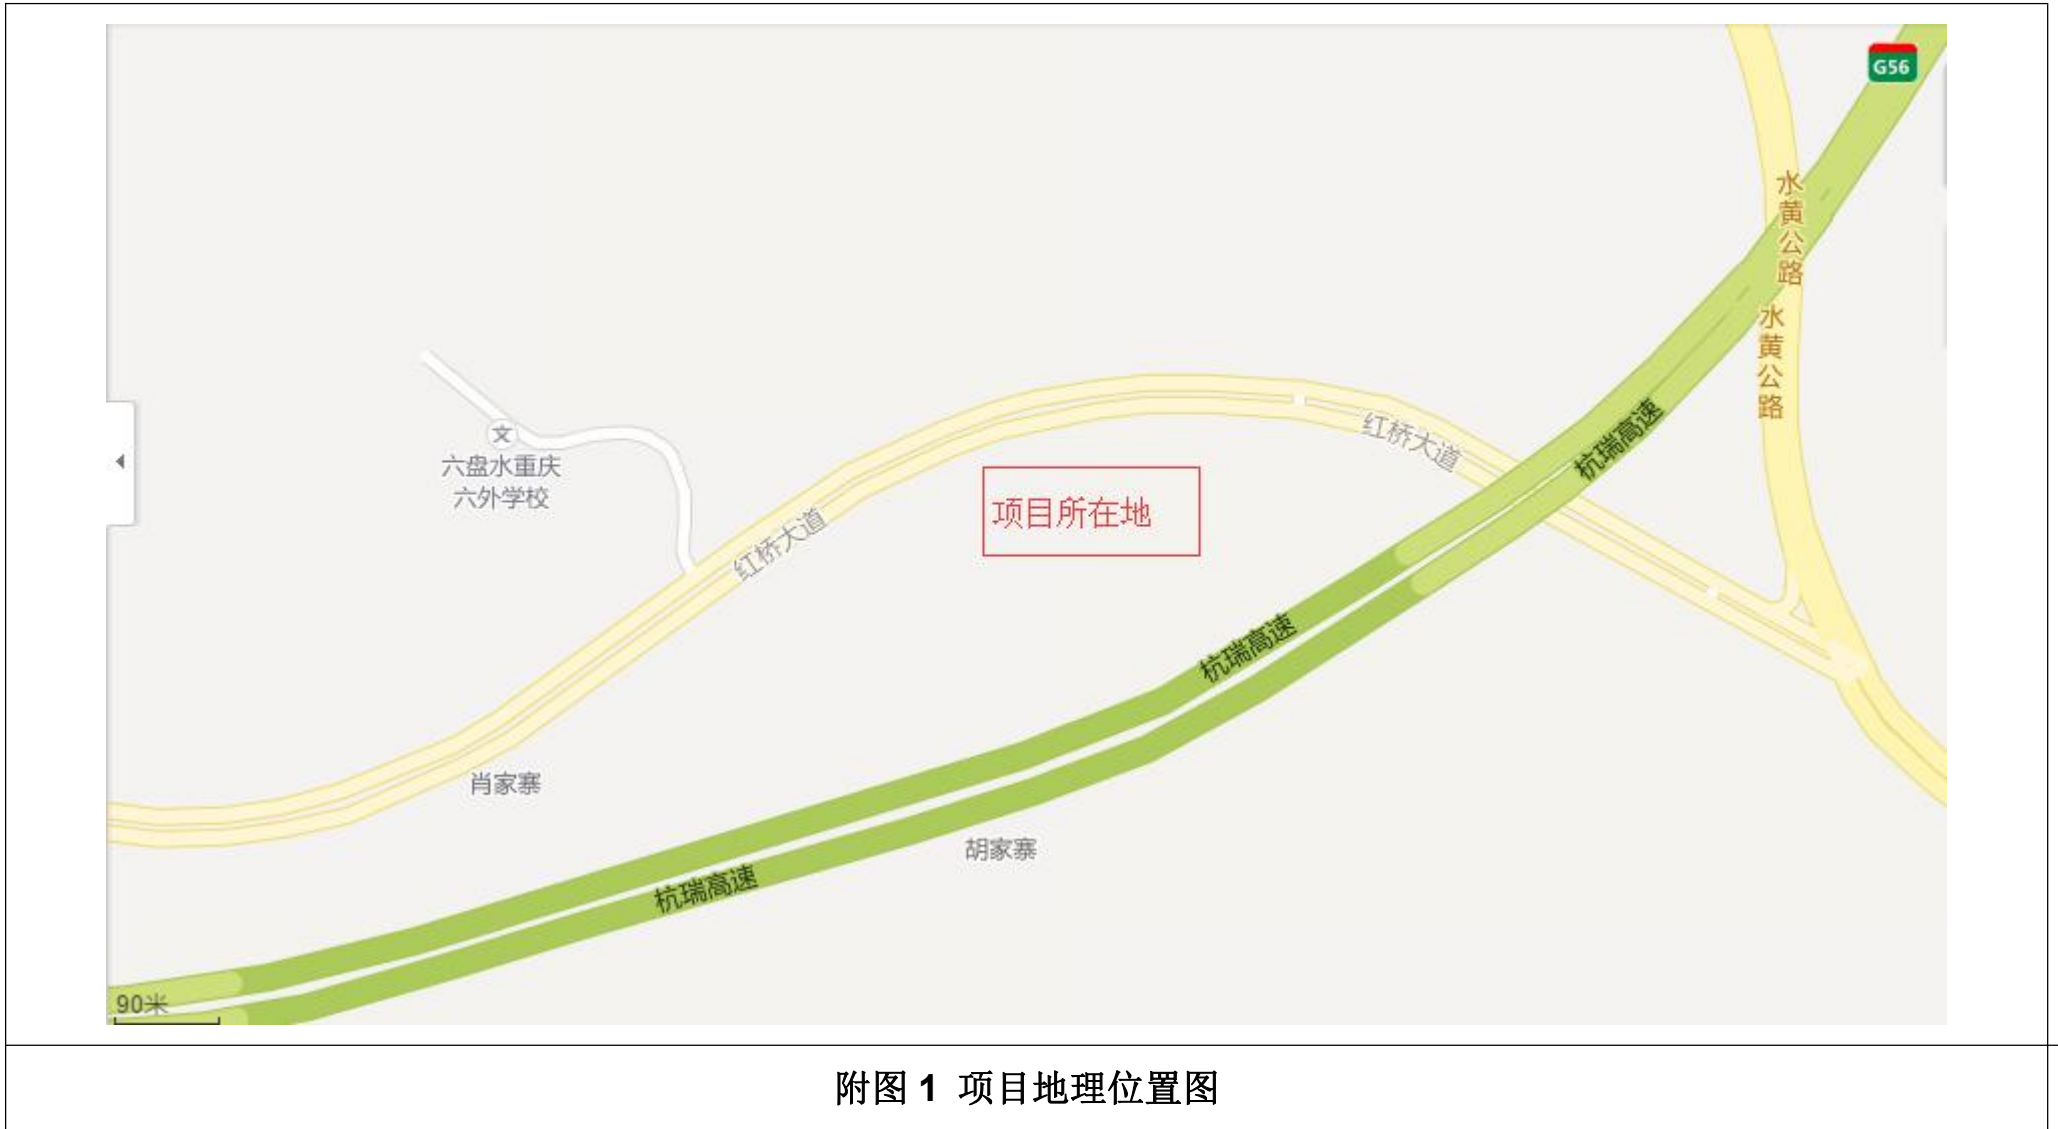 G56
水黄公路
水黄公路
杭瑞高速
红桥大道
六盘水重庆
六外学校
项目所在地
红桥大道
杭瑞高速
肖家寨
胡家寨
杭瑞高速
90米
附图 1 项目地理位置图